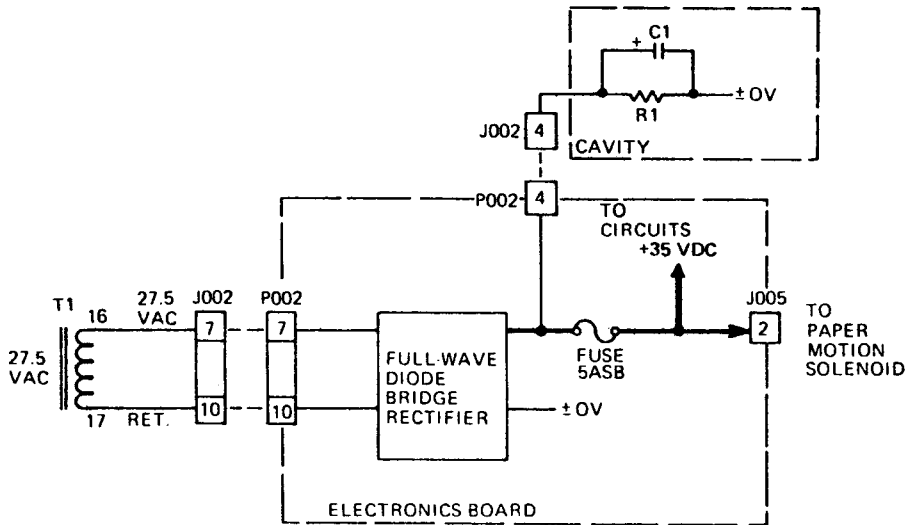 C1
+
± 0V
R1
J002
4
CAVITY
P002
4
TO
CIRCUITS
+35 VDC
T1
27.5
VAC
J002
P002
J005
16
7
7
2
TO
PAPER
MOTION
SOLENOID
27.5
VAC
FULL-WAVE
DIODE
BRIDGE
RECTIFIER
FUSE
5ASB
± 0V
17
RET.
10
10
ELECTRONICS BOARD